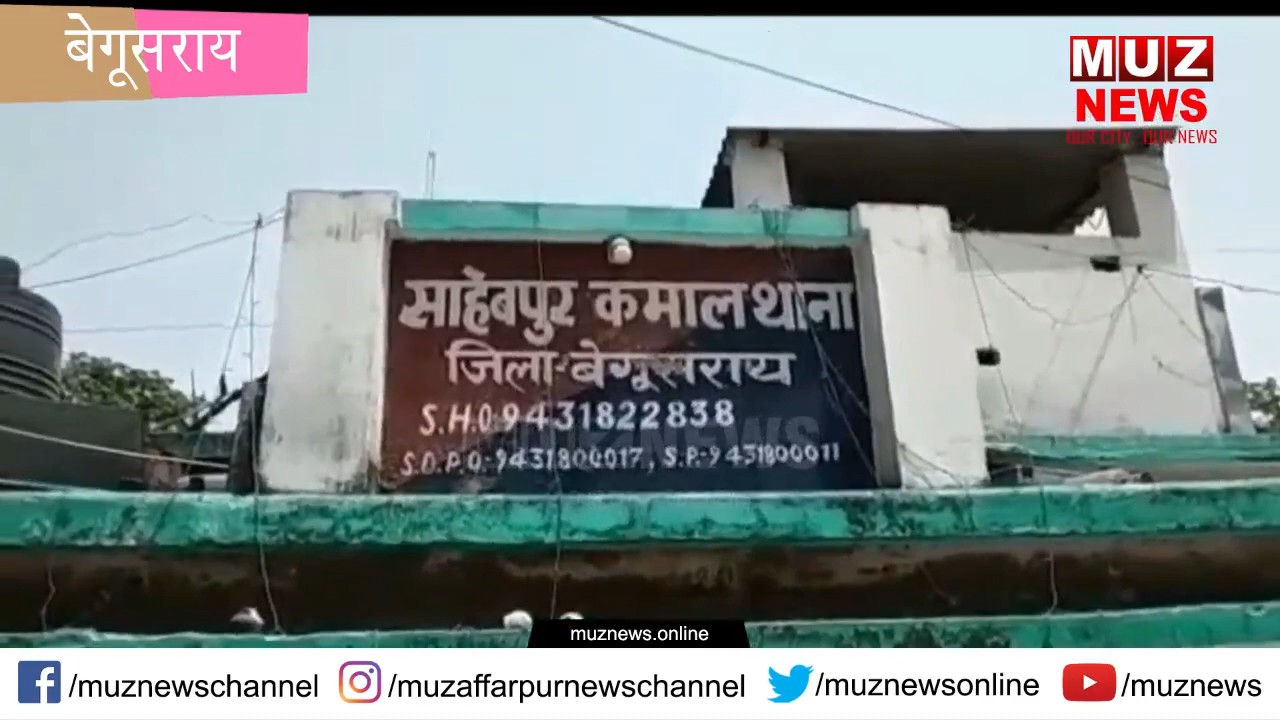 बेगूसराय
MUZ
NEWS
OUR CITY. OUR NEWS
साहेबपुर कमाल थाना
जिला-बेगूसराय
S.H.O:9431822838
S.D.P.O-9431800017, S.P.-9431800011
NEWS
muznews.online
/muznewschannel /muzaffarpurnewschannel /muznewsonline /muznews